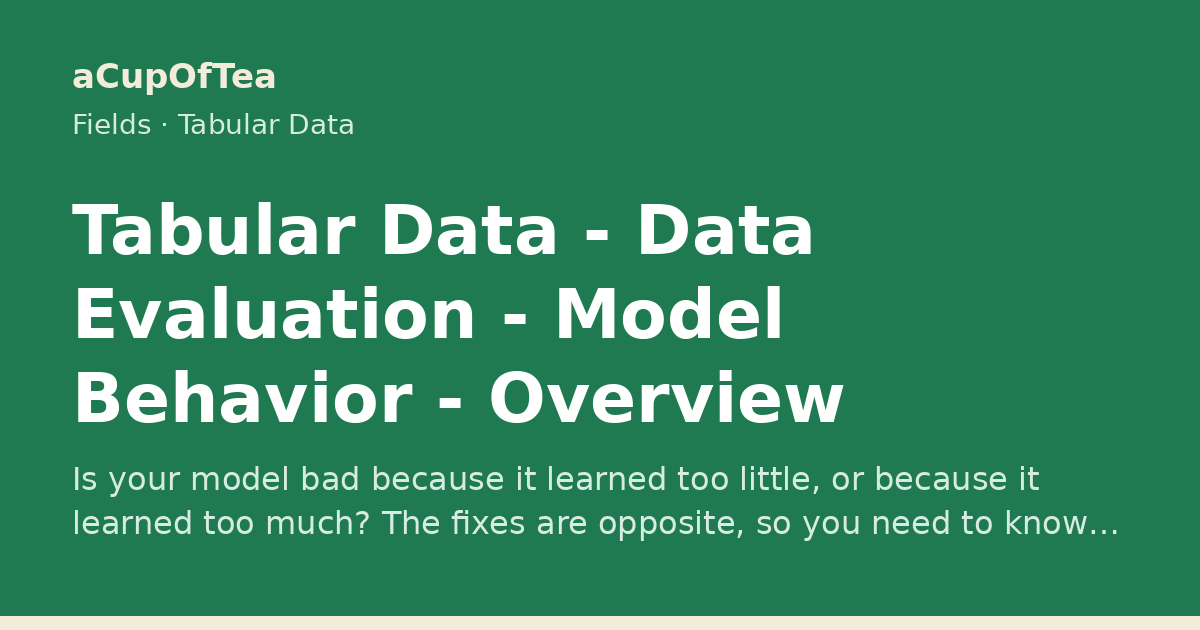 aCupOfTea
Fields · Tabular Data
Tabular Data - Data
Evaluation - Model
Behavior - Overview
Is your model bad because it learned too little, or because it
learned too much? The fixes are opposite, so you need to know…